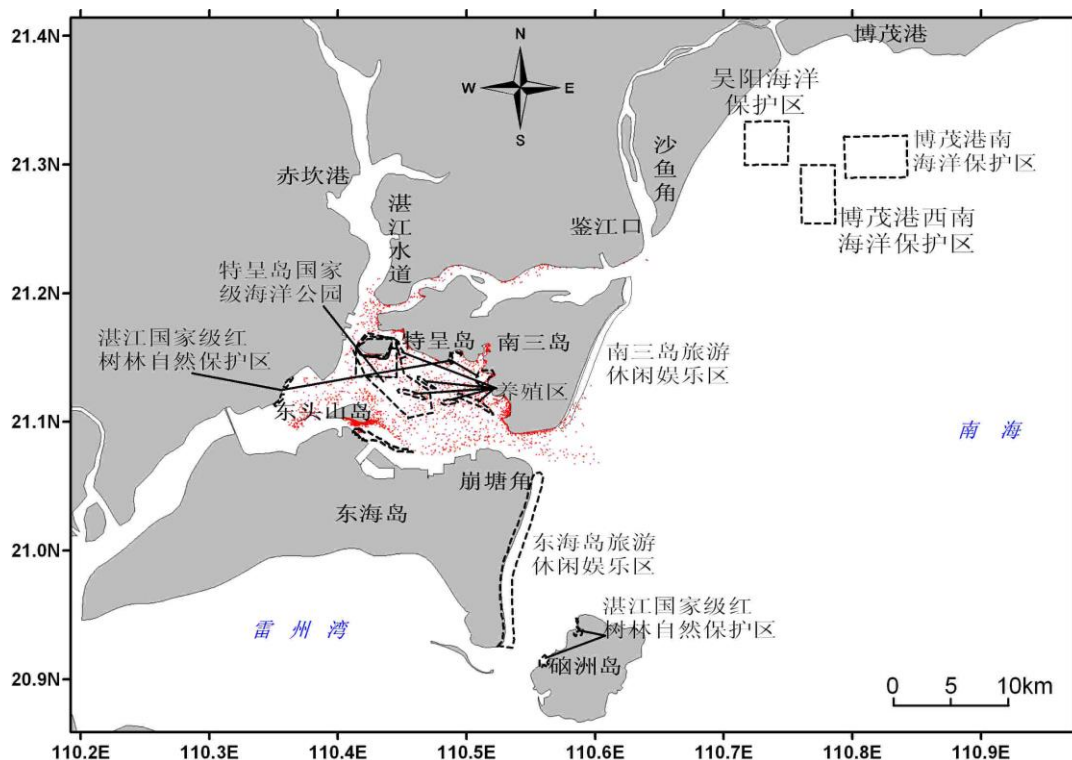 21.4N
21.3N
21.2N
21.1N
21.0N
20.9N
博茂港
N
W
E
S
吴阳海洋
保护区
博茂港南
海洋保护区
博茂港西南
海洋保护区
沙鱼角
赤坎港
湛江水道
鉴江口
特呈岛国家
级海洋公园
湛江国家级红
树林自然保护区
特呈岛
南三岛
南三岛旅游
休闲娱乐区
养殖区
东头山岛
南 海
崩塘角
东海岛
东海岛旅游
休闲娱乐区
湛江国家级红
树林自然保护区
雷 州 湾
硇洲岛
0 5 10km
110.2E 110.3E 110.4E 110.5E 110.6E 110.7E 110.8E 110.9E